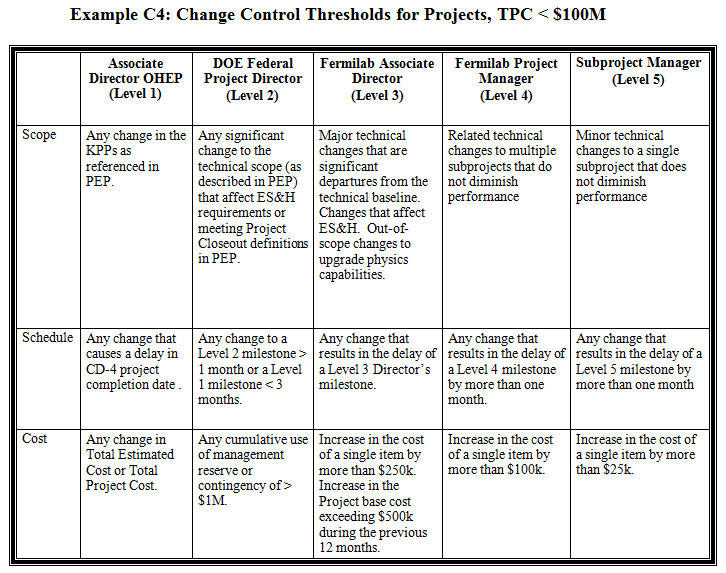 Example C4: Change Control Thresholds for Projects, TPC < $100M
Associate
Director OHEP
(Level 1)
DOE Federal
Project Director
(Level 2)
Fermilab Associate
Director
(Level 3)
Fermilab Project
Manager
(Level 4)
Subproject Manager
(Level 5)
Scope
Any change in the
KPPs as
referenced in
PEP.
Any significant
change to the
technical scope (as
described in PEP)
that affect ES&H
requirements or
meeting Project
Closeout definitions
in PEP.
Major technical
changes that are
significant
departures from the
technical baseline.
Changes that affect
ES&H.  Out-of-
scope changes to
upgrade physics
capabilities.
Related technical
changes to multiple
subprojects that do
not diminish
performance
Minor technical
changes to a single
subproject that does
not diminish
performance
Schedule
Any change that
causes a delay in
CD-4 project
completion date .
Any change to a
Level 2 milestone >
1 month or a Level
1 milestone < 3
months.
Any change that
results in the delay of
a Level 3 Director’s
milestone.
Any change that
results in the delay of
a Level 4 milestone
by more than one
month.
Any change that
results in the delay of a
Level 5 milestone by
more than one month
Cost
Any change in
Total Estimated
Cost or Total
Project Cost.
Any cumulative use
of management
reserve or
contingency of >
$1M.
Increase in the cost
of a single item by
more than $250k.
Increase in the
Project base cost
exceeding $500k
during the previous
12 months.
Increase in the cost
of a single item by
more than $100k.
Increase in the cost of
a single item by more
than $25k.